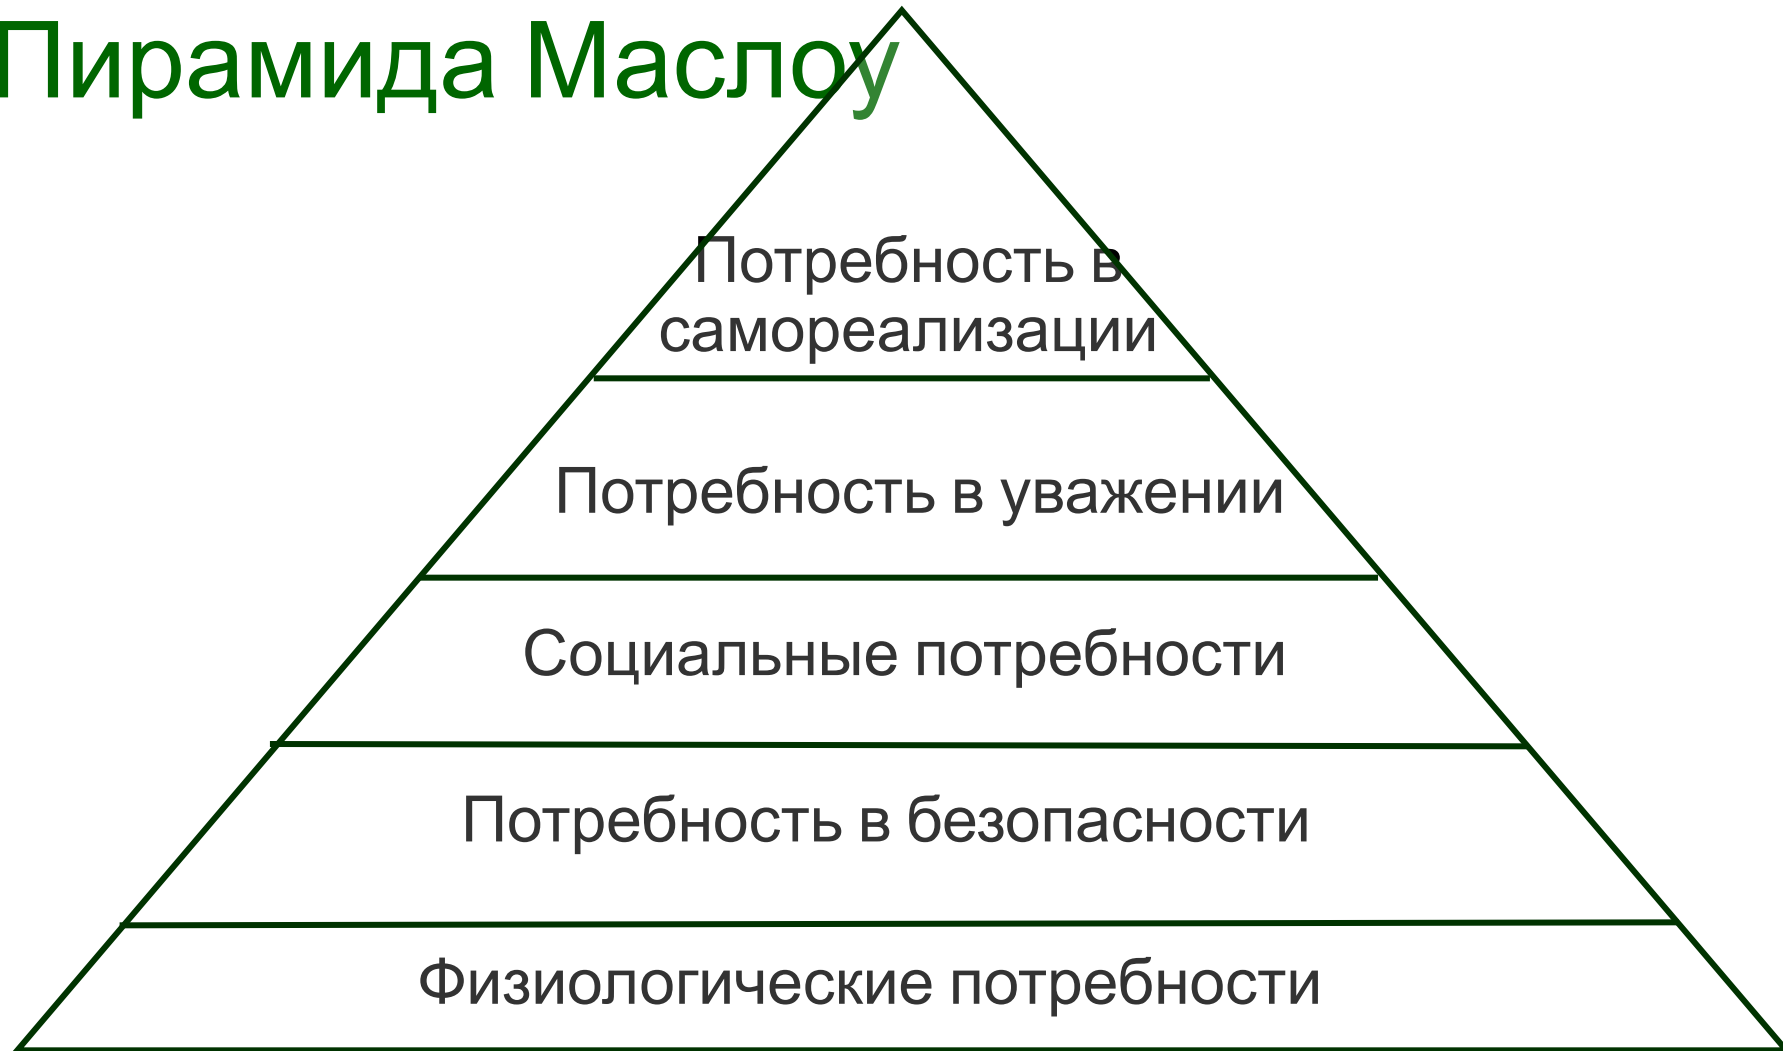 Пирамида Маслоу
Потребность в
самореализации
Потребность в уважении
Социальные потребности
Потребность в безопасности
Физиологические потребности